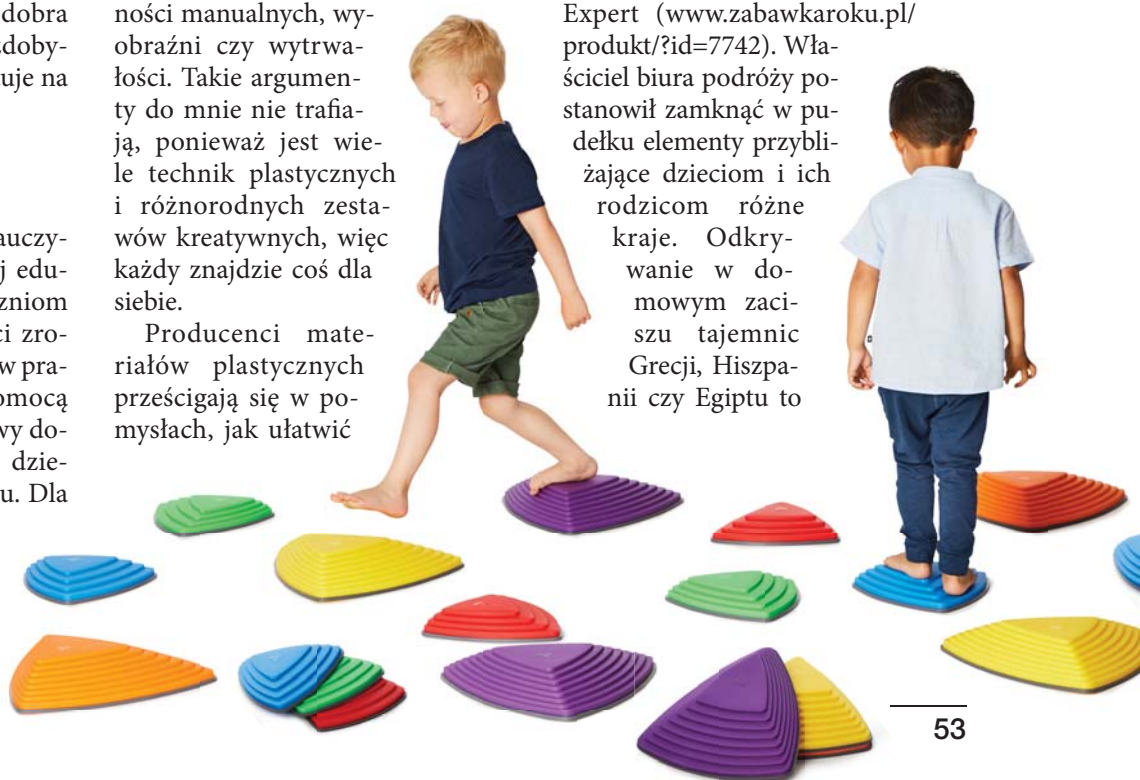 dobra
zdoby-
uje na
auczy-
j edu-
zniom
ci zro-
w pra-
omocą
wy do-
dzie-
u. Dla
ności manualnych, wy-
obraźni czy wytrwa-
łości. Takie argumen-
ty do mnie nie trafia-
ją, ponieważ jest wie-
le technik plastycznych
i różnorodnych zesta-
wów kreatywnych, więc
każdy znajdzie coś dla
siebie.
Producenci mate-
riałów plastycznych
prześcigają się w po-
mysłach, jak ułatwić
Expert (www.zabawkaroku.pl/
produkt/?id=7742). Wła-
ściciel biura podróży po-
stanowił zamknąć w pu-
dełku elementy przybli-
żające dzieciom i ich
rodzicom różne
kraje. Odkry-
wanie w do-
mowym zaci-
szu tajemnic
Grecji, Hiszpa-
nii czy Egiptu to
53